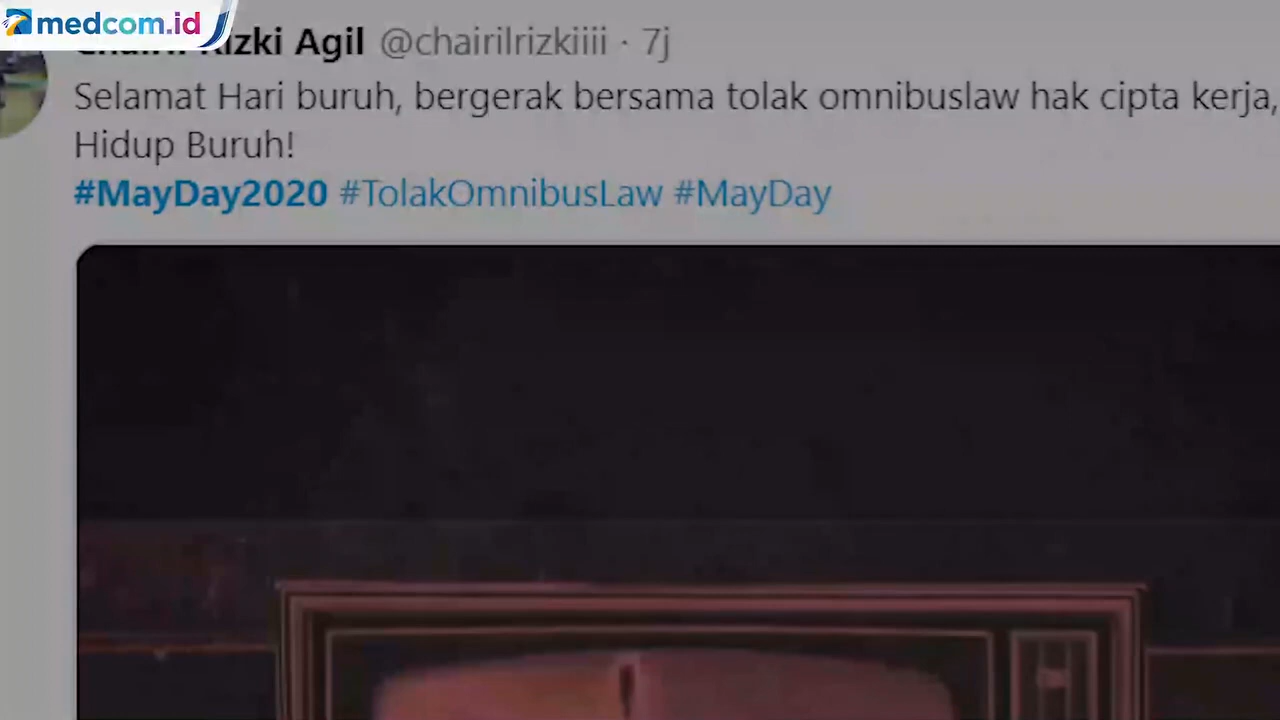 medcom.id
Rizki Agil @chairilrizkiiii · 7j
Selamat Hari buruh, bergerak bersama tolak omnibuslaw hak cipta kerja,
Hidup Buruh!
#MayDay2020 #TolakOmnibusLaw #MayDay